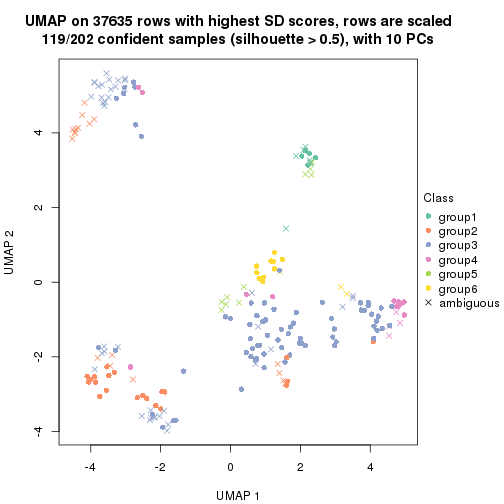 UMAP on 37635 rows with highest SD scores, rows are scaled
119/202 confident samples (silhouette > 0.5), with 10 PCs
UMAP 2
4
2
0
-2
-4
-4
-2
0
2
4
UMAP 1
Class
group1
group2
group3
group4
group5
group6
ambiguous